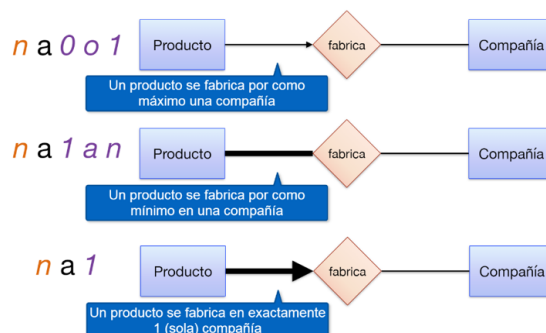 n a 0 o 1
Producto
fabrica
Compañía
Un producto se fabrica por como
máximo una compañía
n a 1 a n
Producto
fabrica
Compañía
Un producto se fabrica por como
mínimo en una compañía
n a 1
Producto
fabrica
Compañía
Un producto se fabrica en exactamente
1 (sola) compañía